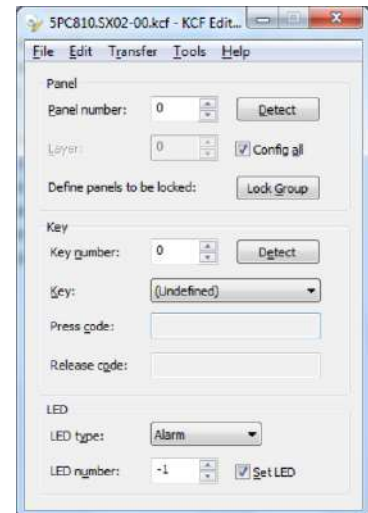 5PC810.SX02-00.kcf - KCF Edit...
File Edit Transfer Tools Help
Panel
Panel number: 0 Detect
Layer: 0 Config all
Define panels to be locked: Lock Group
Key
Key number: 0 Detect
Key: (Undefined)
Press code:
Release code:
LED
LED type: Alarm
LED number: -1 Set LED